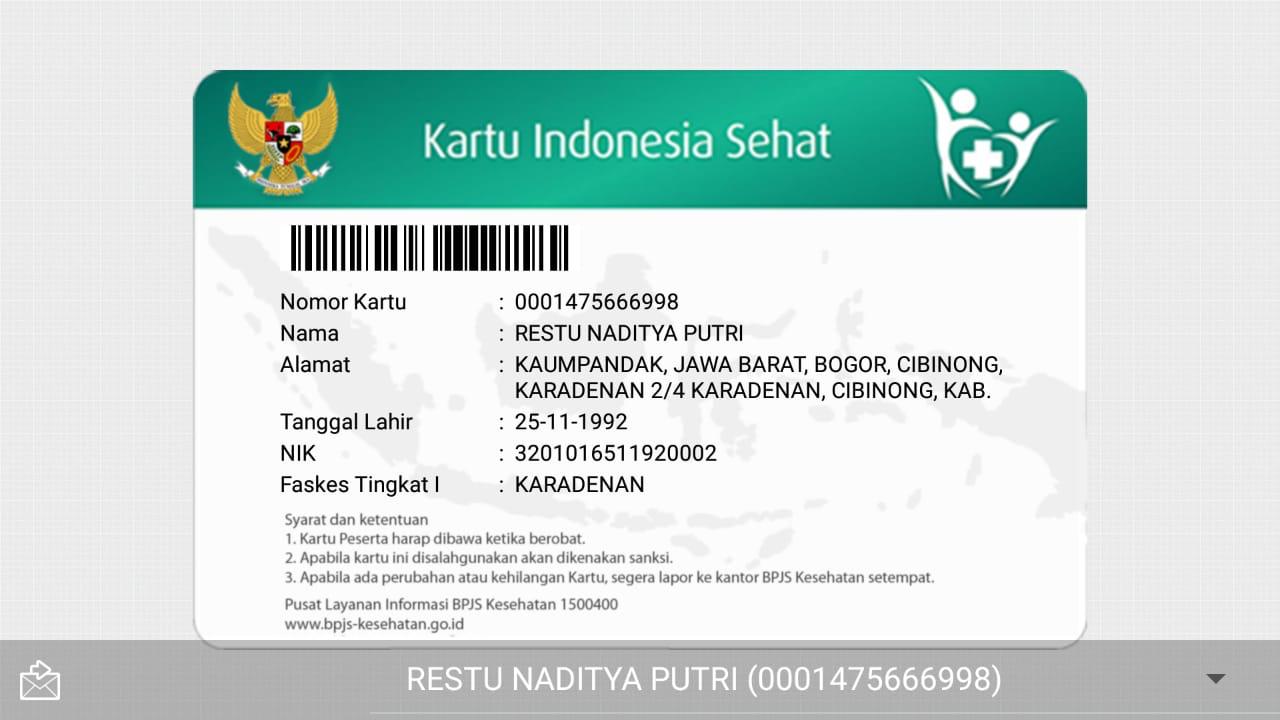 Kartu Indonesia Sehat
Nomor Kartu : 0001475666998
Nama : RESTU NADITYA PUTRI
Alamat : KAUMPANDAK, JAWA BARAT, BOGOR, CIBINONG,
KARADENAN 2/4 KARADENAN, CIBINONG, KAB.
Tanggal Lahir : 25-11-1992
NIK : 3201016511920002
Faskes Tingkat I : KARADENAN
Syarat dan ketentuan
1. Kartu Peserta harap dibawa ketika berobat.
2. Apabila kartu ini disalahgunakan akan dikenakan sanksi.
3. Apabila ada perubahan atau kehilangan Kartu, segera lapor ke kantor BPJS Kesehatan setempat.
Pusat Layanan Informasi BPJS Kesehatan 1500400
www.bpjs-kesehatan.go.id
RESTU NADITYA PUTRI (0001475666998)